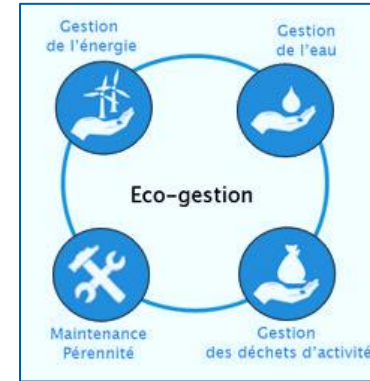 Gestion
de l'énergie
Gestion
de l'eau
Eco-gestion
Maintenance
Pérennité
Gestion
des déchets d'activité